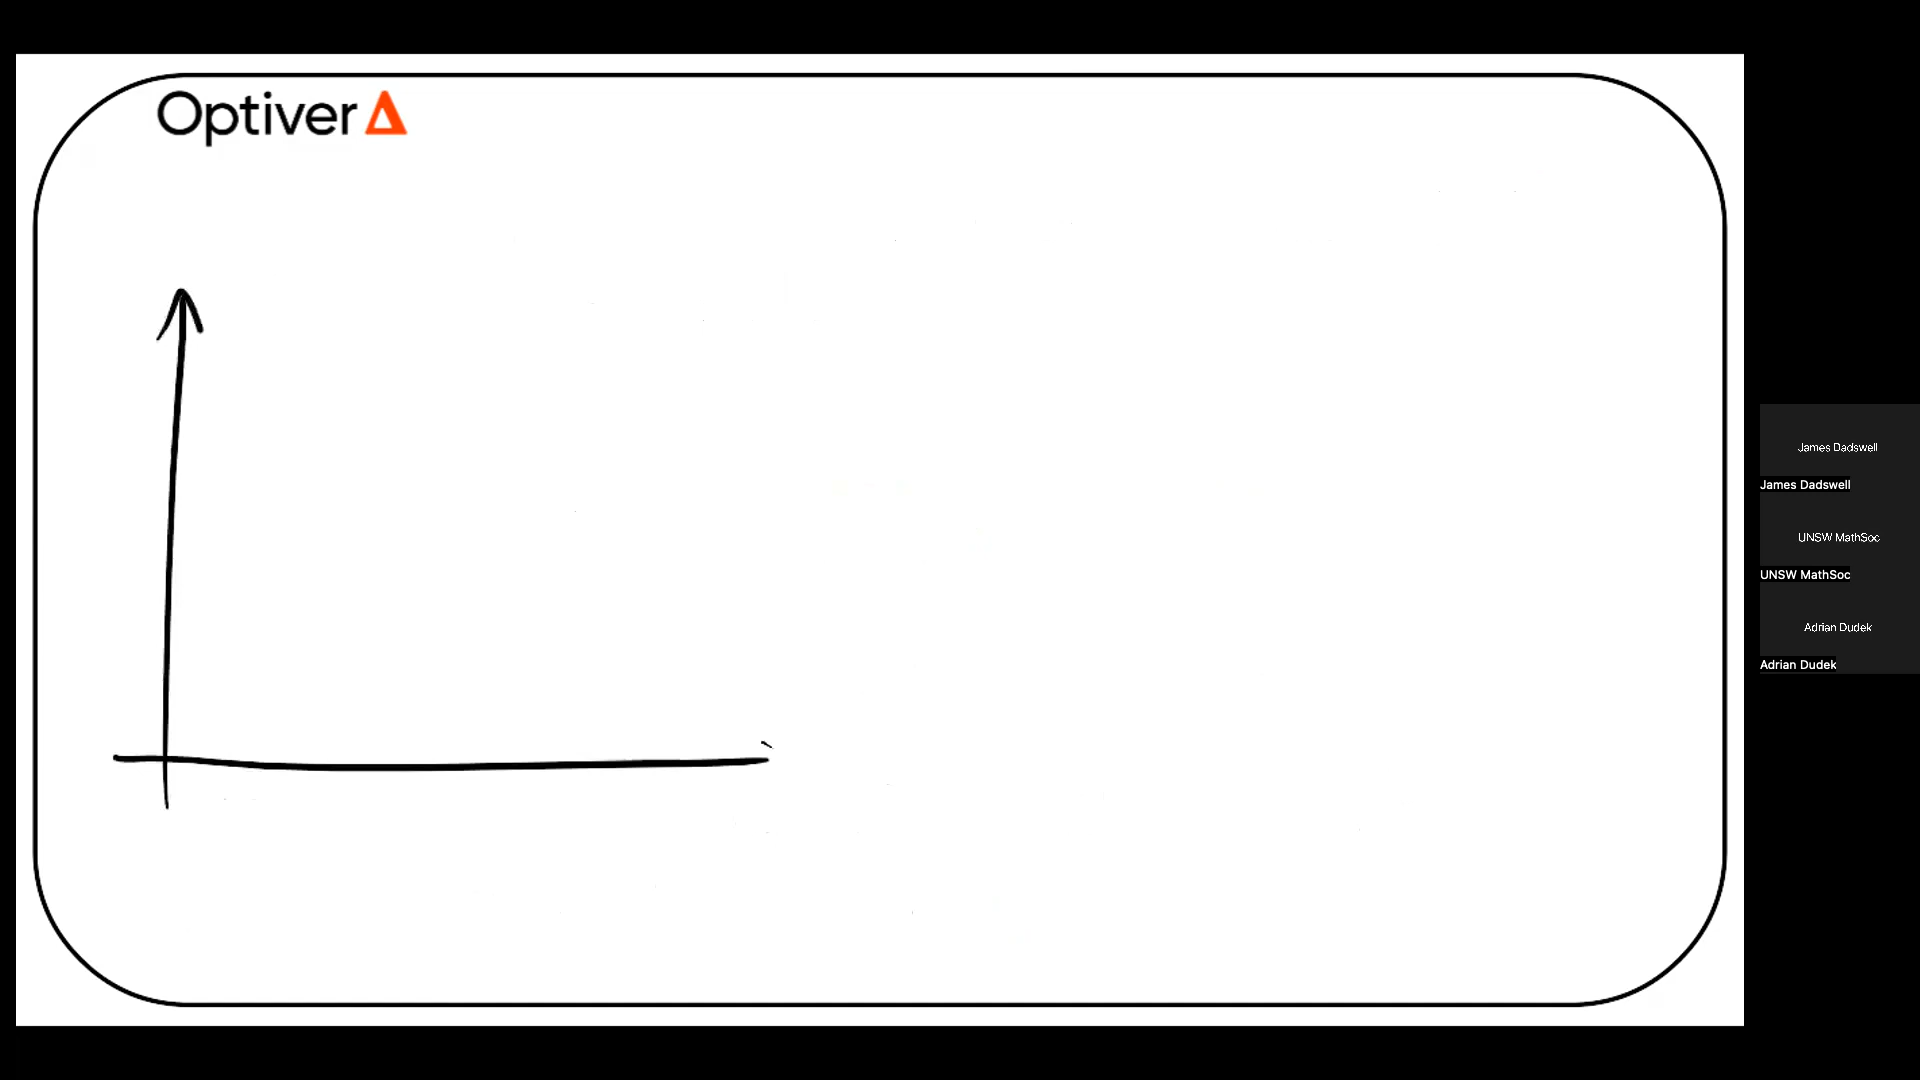 Optiver
James Dadswell
James Dadswell
UNSW MathSoc
UNSW MathSoc
Adrian Dudek
Adrian Dudek